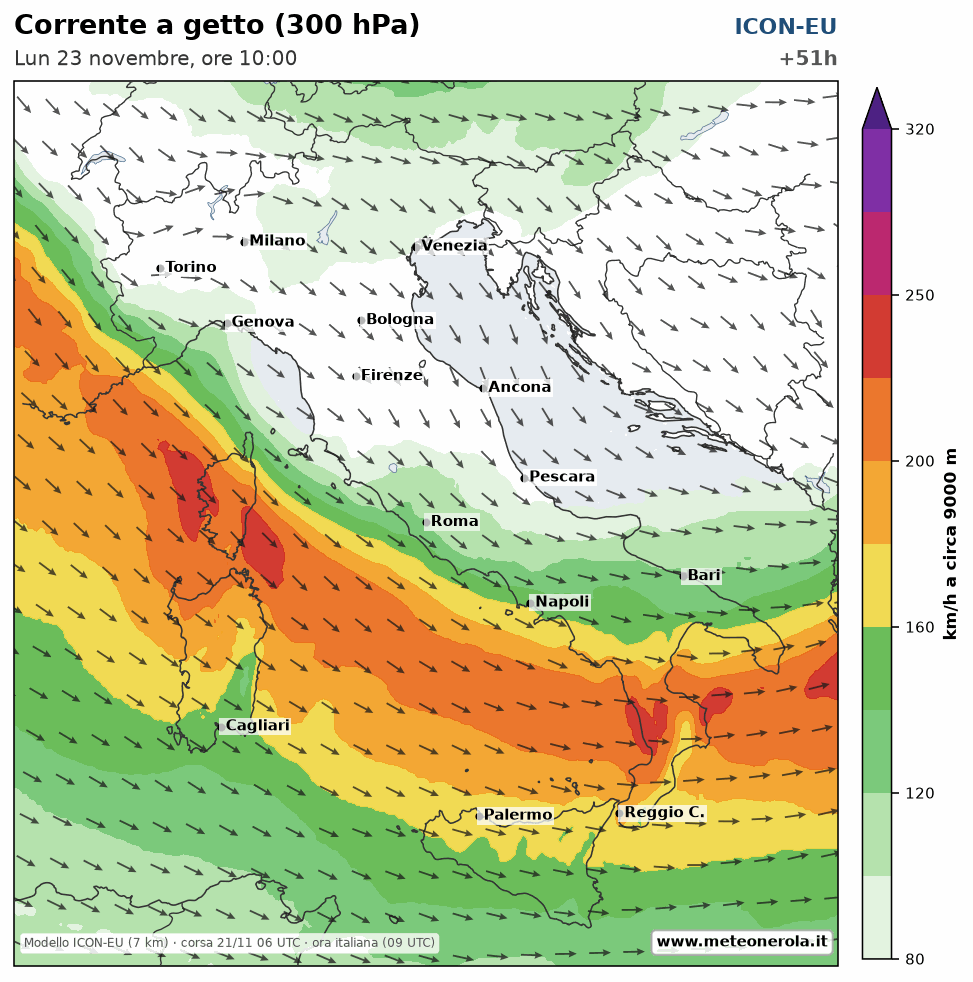 Corrente a getto (300 hPa)
ICON-EU
Lun 23 novembre, ore 10:00
+51h
320
250
200
160
120
80
km/h a circa 9000 m
Milano
Venezia
Torino
Genova
Bologna
Firenze
Ancona
Pescara
Roma
Bari
Napoli
Cagliari
Palermo
Reggio C.
Modello ICON-EU (7 km) · corsa 21/11 06 UTC · ora italiana (09 UTC)
www.meteonerola.it